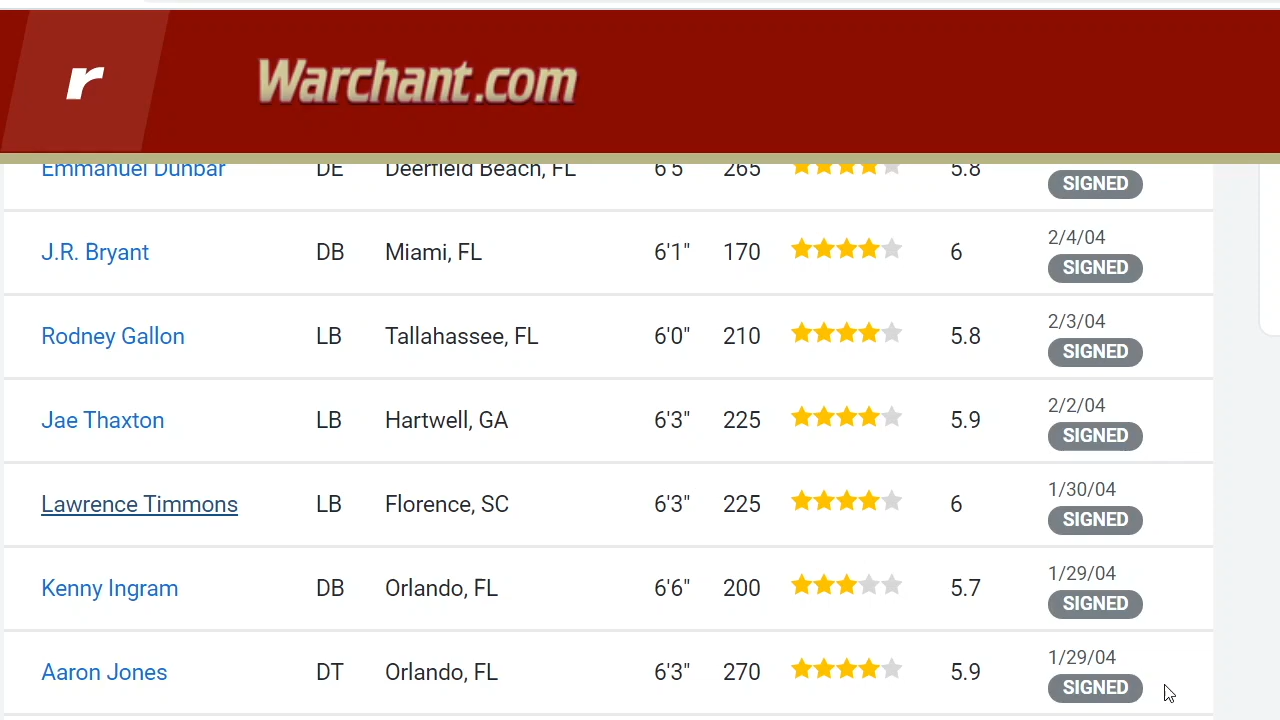 r
Warchant.com
Emmanuel Dunbar DE Deerfield Beach, FL 6'5 265 5.8 SIGNED
J.R. Bryant DB Miami, FL 6'1" 170 6 2/4/04 SIGNED
Rodney Gallon LB Tallahassee, FL 6'0" 210 5.8 2/3/04 SIGNED
Jae Thaxton LB Hartwell, GA 6'3" 225 5.9 2/2/04 SIGNED
Lawrence Timmons LB Florence, SC 6'3" 225 6 1/30/04 SIGNED
Kenny Ingram DB Orlando, FL 6'6" 200 5.7 1/29/04 SIGNED
Aaron Jones DT Orlando, FL 6'3" 270 5.9 1/29/04 SIGNED